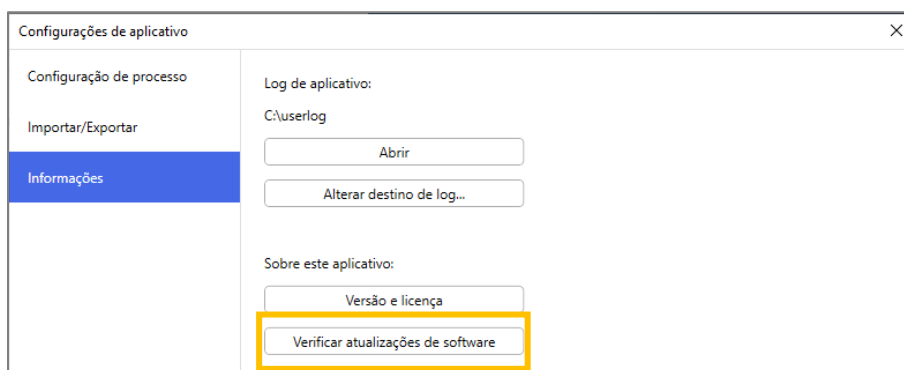 Configurações de aplicativo
Configuração de processo
Importar/Exportar
Informações
Log de aplicativo:
C:\userlog
Abrir
Alterar destino de log...
Sobre este aplicativo:
Versão e licença
Verificar atualizações de software